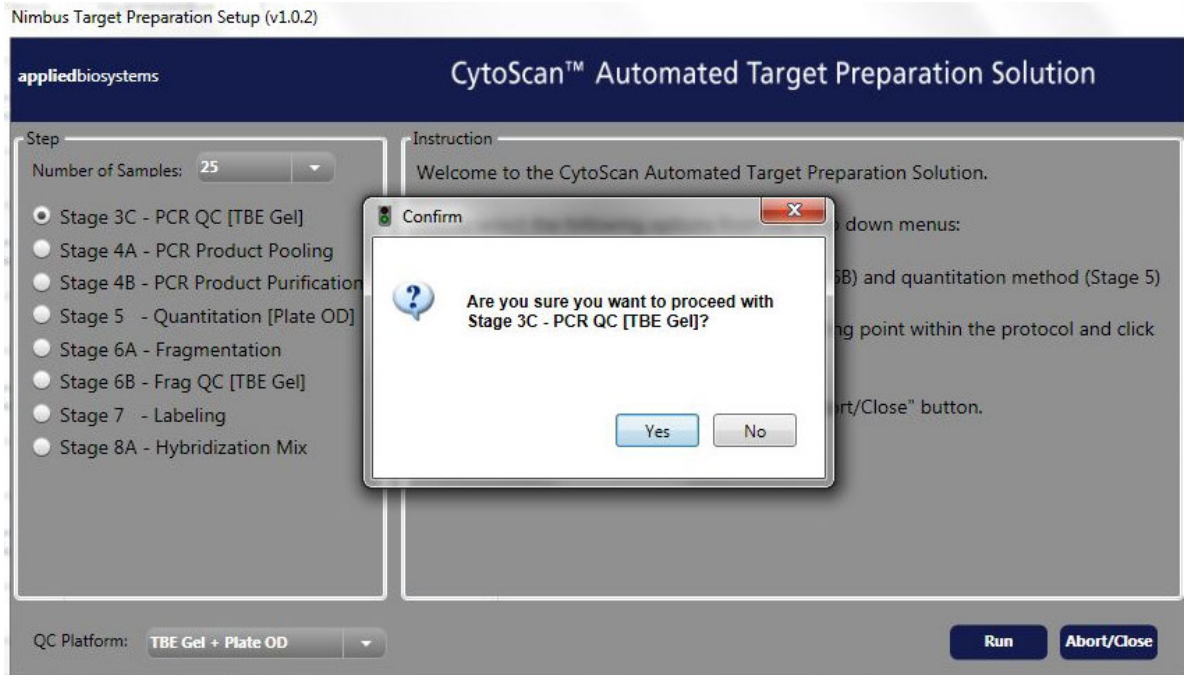 Nimbus Target Preparation Setup (v1.0.2)
appliedbiosystems
CytoScan™ Automated Target Preparation Solution
Step
Number of Samples: 25
Stage 3C - PCR QC [TBE Gel]
Stage 4A - PCR Product Pooling
Stage 4B - PCR Product Purification
Stage 5 - Quantitation [Plate OD]
Stage 6A - Fragmentation
Stage 6B - Frag QC [TBE Gel]
Stage 7 - Labeling
Stage 8A - Hybridization Mix
Instruction
Welcome to the CytoScan Automated Target Preparation Solution.
down menus:
6B) and quantitation method (Stage 5)
point within the protocol and click
ort/Close" button.
Confirm
Are you sure you want to proceed with
Stage 3C - PCR QC [TBE Gel]?
Yes
No
QC Platform: TBE Gel + Plate OD
Run
Abort/Close